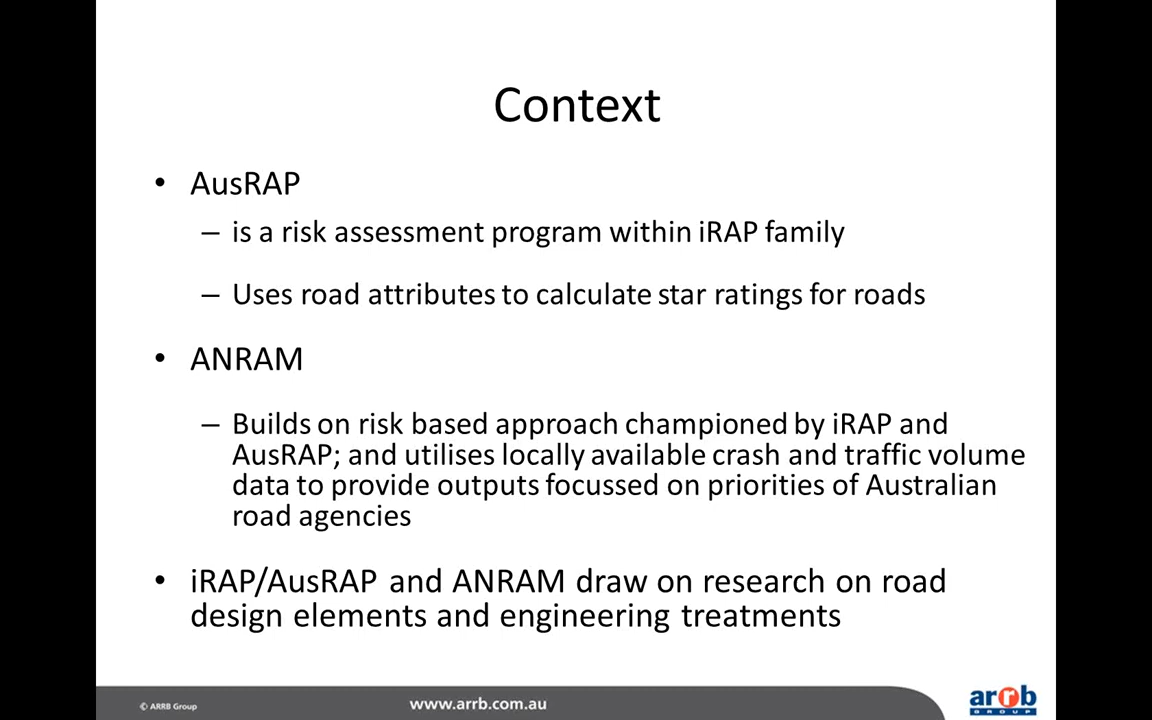 Context
• AusRAP
– is a risk assessment program within iRAP family
– Uses road attributes to calculate star ratings for roads
• ANRAM
– Builds on risk based approach championed by iRAP and
AusRAP; and utilises locally available crash and traffic volume
data to provide outputs focussed on priorities of Australian
road agencies
• iRAP/AusRAP and ANRAM draw on research on road
design elements and engineering treatments
© ARRB Group
www.arrb.com.au
arrb
GROUP